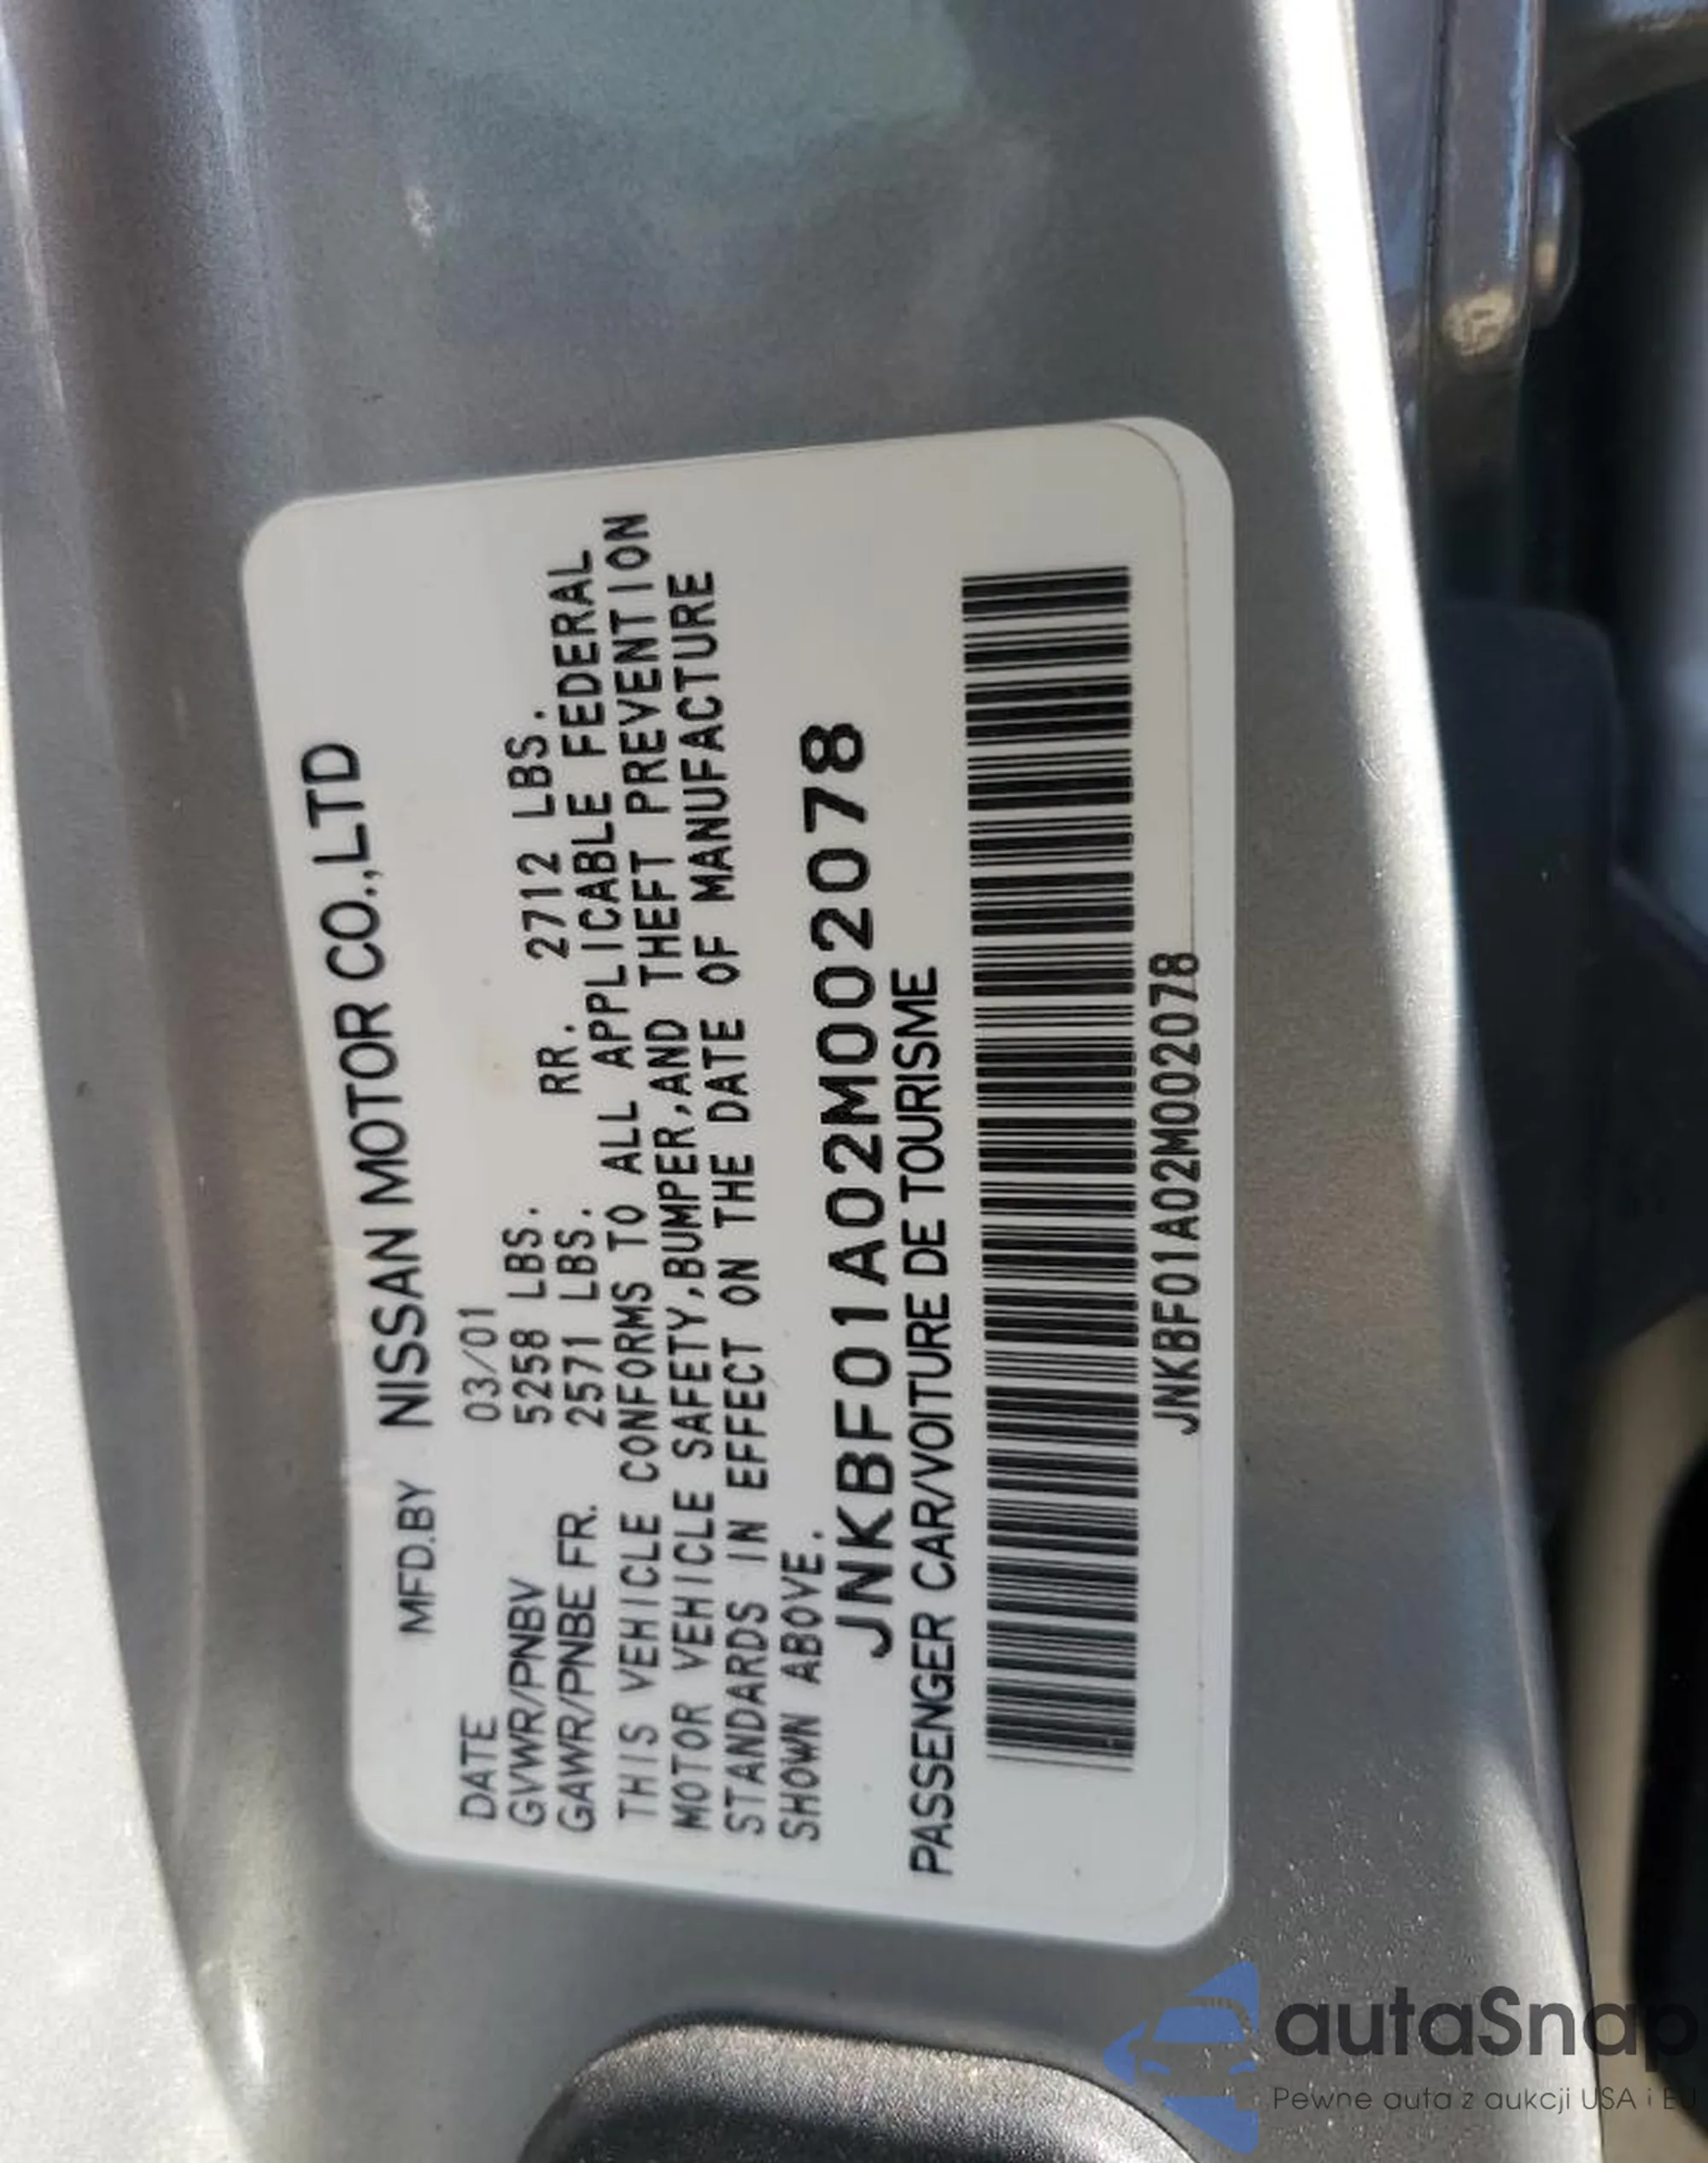 MFD.BY NISSAN MOTOR CO.,LTD
DATE 03/01
GVWR/PNBV 5258 LBS.
GAWR/PNBE FR. 2571 LBS. RR. 2712 LBS.
THIS VEHICLE CONFORMS TO ALL APPLICABLE FEDERAL
MOTOR VEHICLE SAFETY,BUMPER,AND THEFT PREVENTION
STANDARDS IN EFFECT ON THE DATE OF MANUFACTURE
SHOWN ABOVE.
JNKBF01A02M002078
PASSENGER CAR/VOITURE DE TOURISME
JNKBF01A02M002078
autaSnap
Pewne auta z aukcji USA i EU